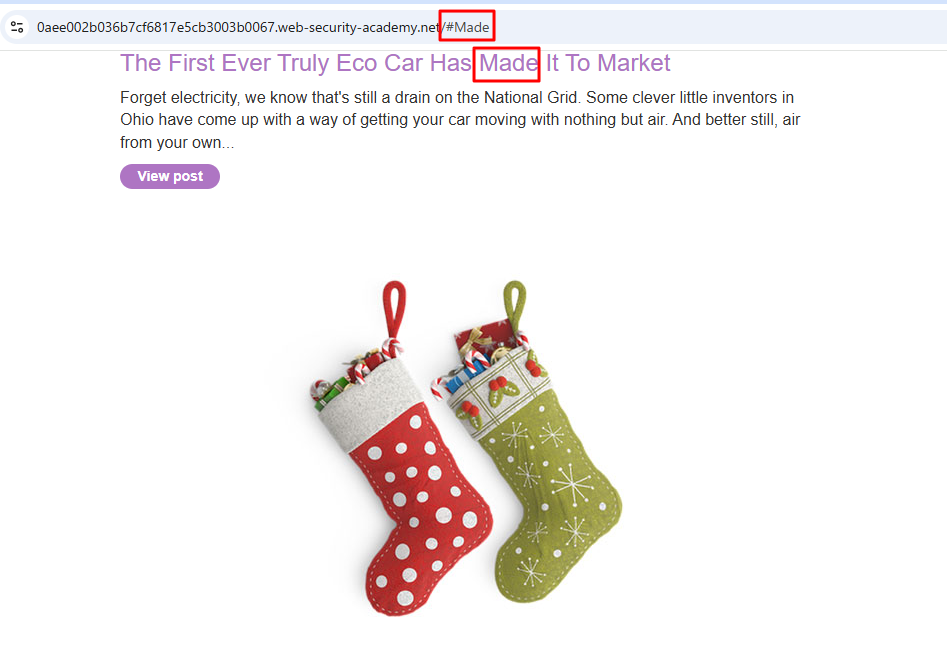 0aee002b036b7cf6817e5cb3003b0067.web-security-academy.net/#Made
The First Ever Truly Eco Car Has Made It To Market
Forget electricity, we know that's still a drain on the National Grid. Some clever little inventors in
Ohio have come up with a way of getting your car moving with nothing but air. And better still, air
from your own...
View post